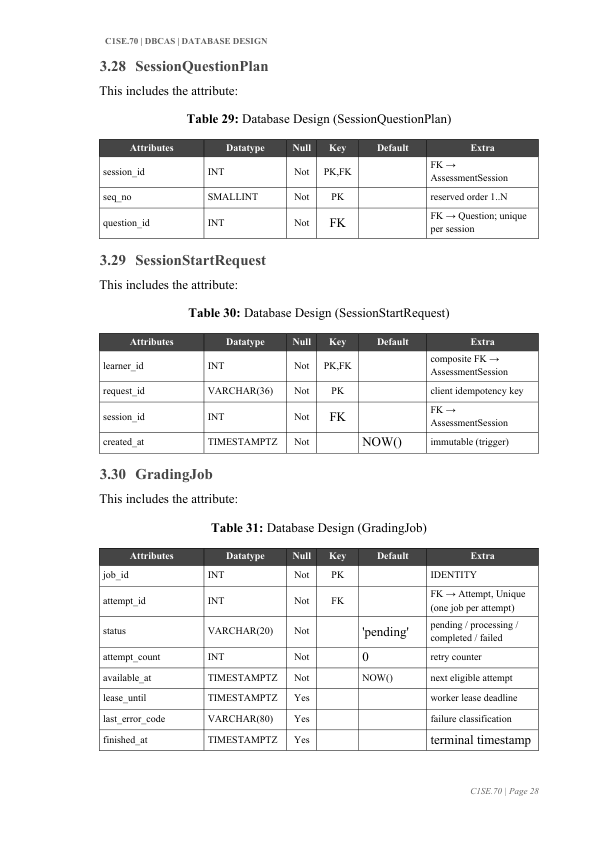 C1SE.70 | DBCAS | DATABASE DESIGN
3.28 SessionQuestionPlan
This includes the attribute:
Table 29: Database Design (SessionQuestionPlan)
Attributes Datatype Null Key Default Extra
session_id INT Not PK,FK FK →
AssessmentSession
seq_no SMALLINT Not PK reserved order 1..N
question_id INT Not FK FK → Question; unique
per session
3.29 SessionStartRequest
This includes the attribute:
Table 30: Database Design (SessionStartRequest)
Attributes Datatype Null Key Default Extra
learner_id INT Not PK,FK composite FK →
AssessmentSession
request_id VARCHAR(36) Not PK client idempotency key
session_id INT Not FK FK →
AssessmentSession
created_at TIMESTAMPTZ Not NOW() immutable (trigger)
3.30 GradingJob
This includes the attribute:
Table 31: Database Design (GradingJob)
Attributes Datatype Null Key Default Extra
job_id INT Not PK IDENTITY
attempt_id INT Not FK FK → Attempt, Unique
(one job per attempt)
status VARCHAR(20) Not 'pending' pending / processing /
completed / failed
attempt_count INT Not 0 retry counter
available_at TIMESTAMPTZ Not NOW() next eligible attempt
lease_until TIMESTAMPTZ Yes worker lease deadline
last_error_code VARCHAR(80) Yes failure classification
finished_at TIMESTAMPTZ Yes terminal timestamp
C1SE.70 | Page 28